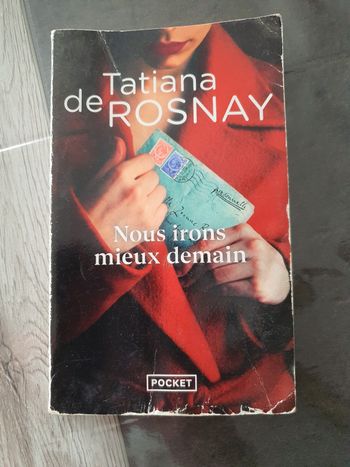 Tatiana
de ROSNAY
Nous irons
mieux demain
POCKET